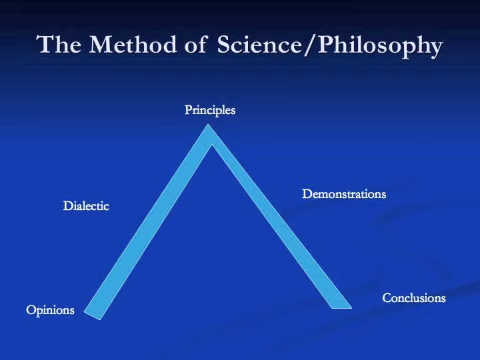 The Method of Science/Philosophy
Principles
Dialectic
Demonstrations
Opinions
Conclusions